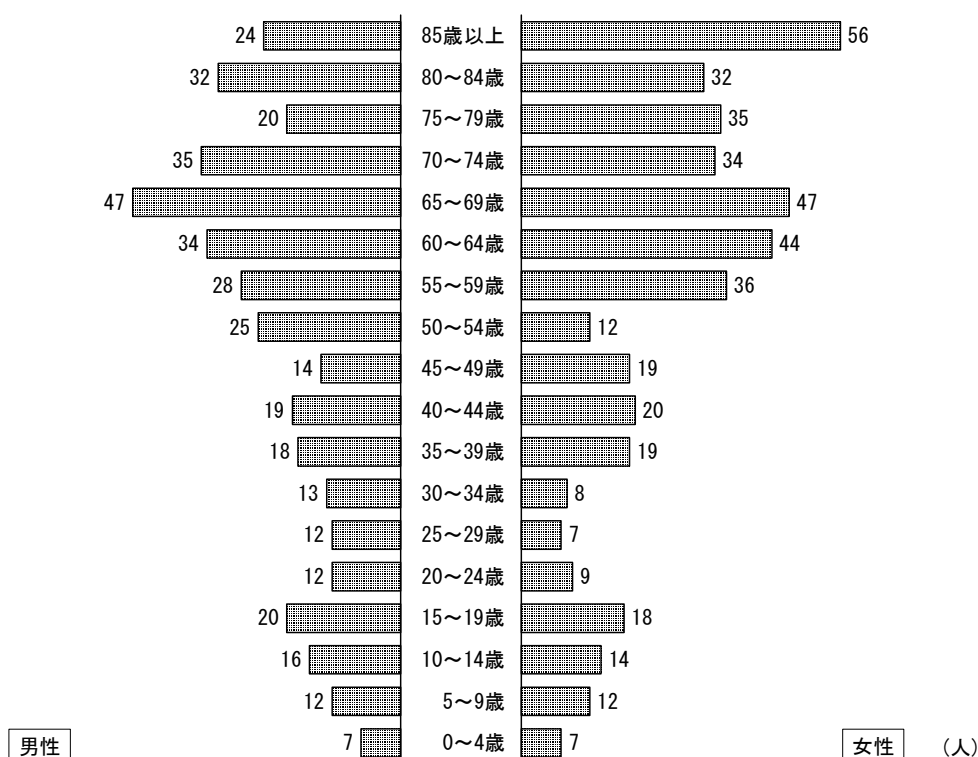 24 85歳以上 56
32 80～84歳 32
20 75～79歳 35
35 70～74歳 34
47 65～69歳 47
34 60～64歳 44
28 55～59歳 36
25 50～54歳 12
14 45～49歳 19
19 40～44歳 20
18 35～39歳 19
13 30～34歳 8
12 25～29歳 7
12 20～24歳 9
20 15～19歳 18
16 10～14歳 14
12 5～9歳 12
7 0～4歳 7
男性 女性 (人)